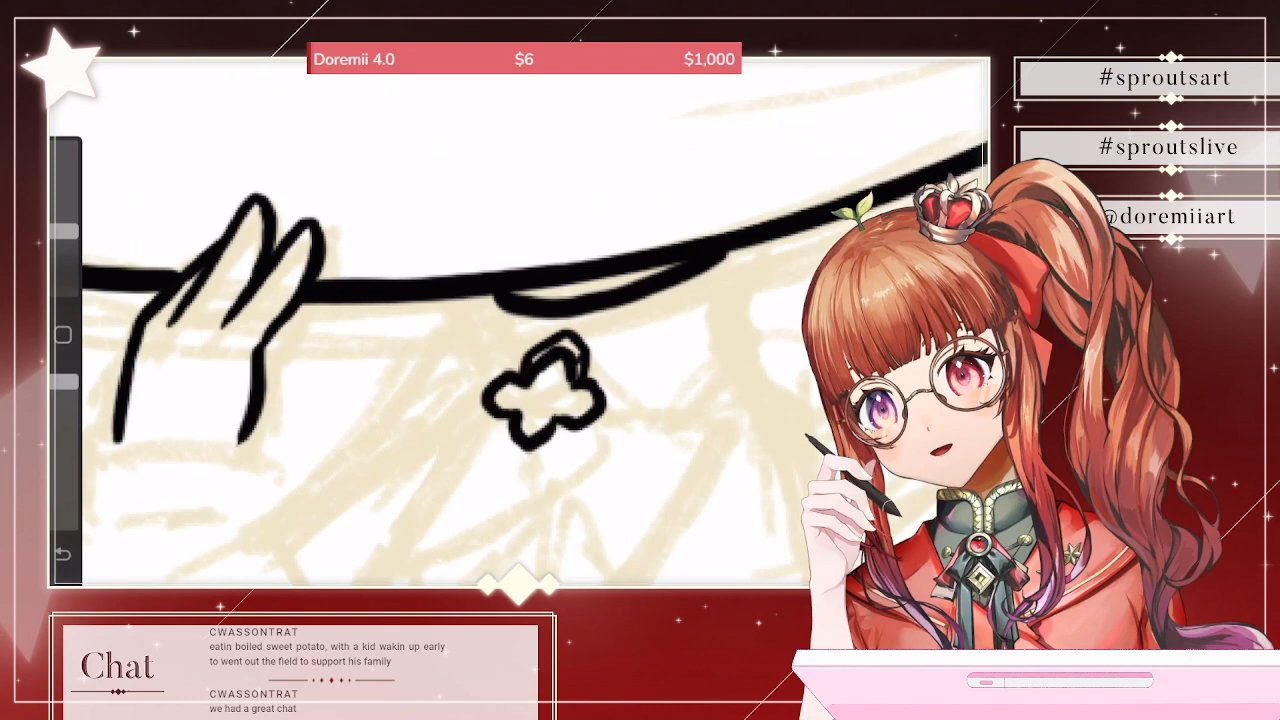 Doremii 4.0 $6 $1,000
#sproutsart
#sproutslive
@doremiiart
Chat
CWASSONTRAT
eatin boiled sweet potato, with a kid wakin up early
to went out the field to support his family
CWASSONTRAT
we had a great chat